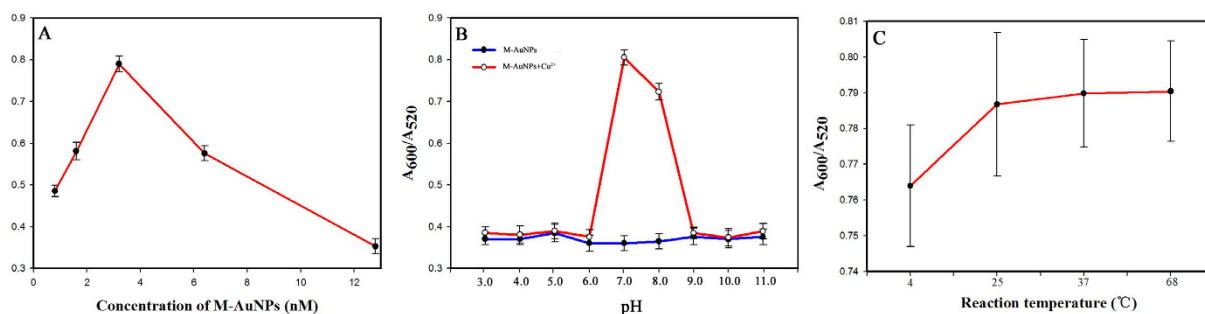 A
0.9
0.8
0.7
0.6
0.5
0.4
0.3
A600/A520
0 2 4 6 8 10 12
Concentration of M-AuNPs (nM)
B
M-AuNPs
M-AuNPs+Cu²⁺
0.9
0.8
0.7
0.6
0.5
0.4
0.3
A600/A520
3.0 4.0 5.0 6.0 7.0 8.0 9.0 10.0 11.0
pH
C
0.81
0.80
0.79
0.78
0.77
0.76
0.75
0.74
A600/A520
4 25 37 68
Reaction temperature (℃)